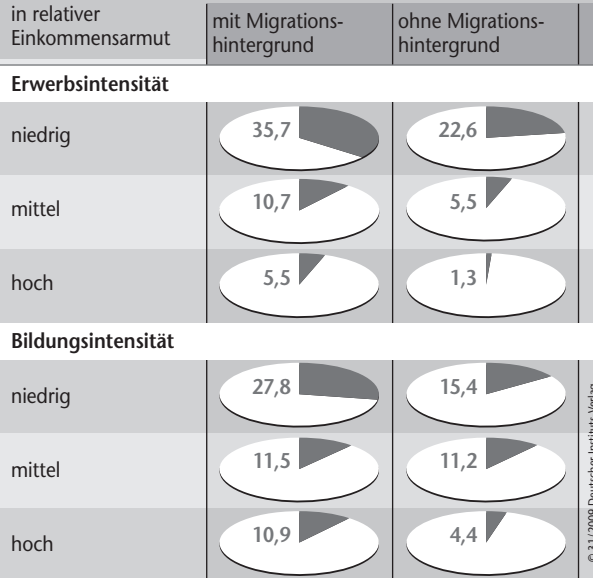 in relativer
Einkommensarmut
mit Migrations-
hintergrund
ohne Migrations-
hintergrund
Erwerbsintensität
niedrig
35,7
22,6
mittel
10,7
5,5
hoch
5,5
1,3
Bildungsintensität
niedrig
27,8
15,4
mittel
11,5
11,2
hoch
10,9
4,4
© 31/2009 Deutscher Instituts-Verlag